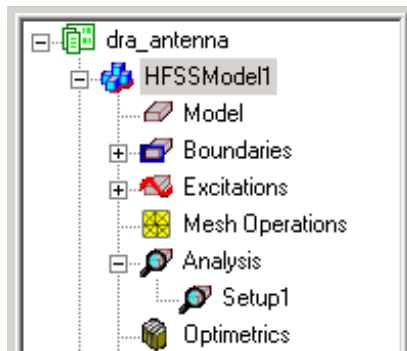 dra_antenna
HFSSModel1
Model
Boundaries
Excitations
Mesh Operations
Analysis
Setup1
Optimetrics